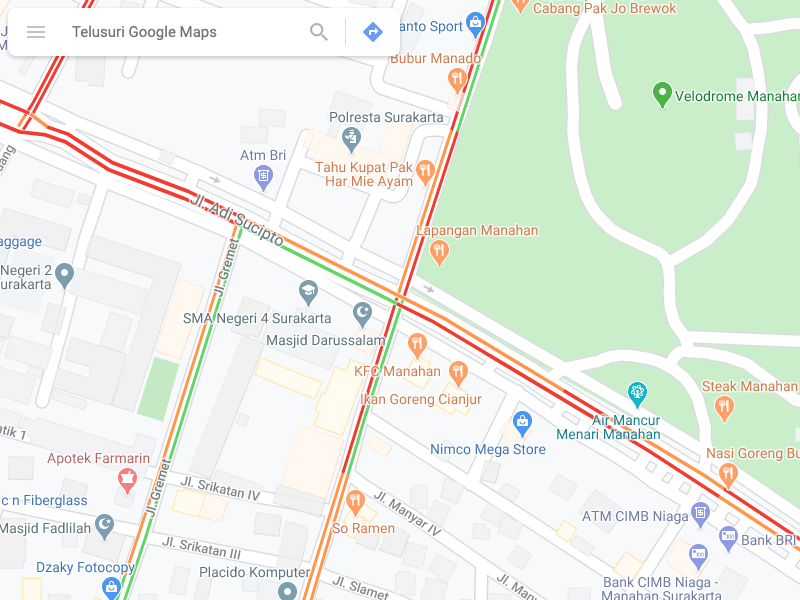 Telusuri Google Maps
Cabang Pak Jo Brewok
anto Sport
Bubur Manado
Velodrome Manahan
Polresta Surakarta
Atm Bri
Tahu Kupat Pak
Har Mie Ayam
Jl. Adi Sucipto
Lapangan Manahan
aggage
Jl. Gremet
Negeri 2
urakarta
SMA Negeri 4 Surakarta
Masjid Darussalam
KFC Manahan
Steak Manahan
Ikan Goreng Cianjur
Air Mancur
Menari Manahan
atik 1
Nimco Mega Store
Nasi Goreng Bu
Apotek Farmarin
Jl. Srikatan IV
Jl. Manyar IV
c n Fiberglass
Jl. Gremet
ATM CIMB Niaga
Masjid Fadlilah
So Ramen
Bank BRI
Jl. Srikatan III
Dzaky Fotocopy
Placido Komputer
Jl. Slamet
Jl. Many
Bank CIMB Niaga -
Manahan Surakarta